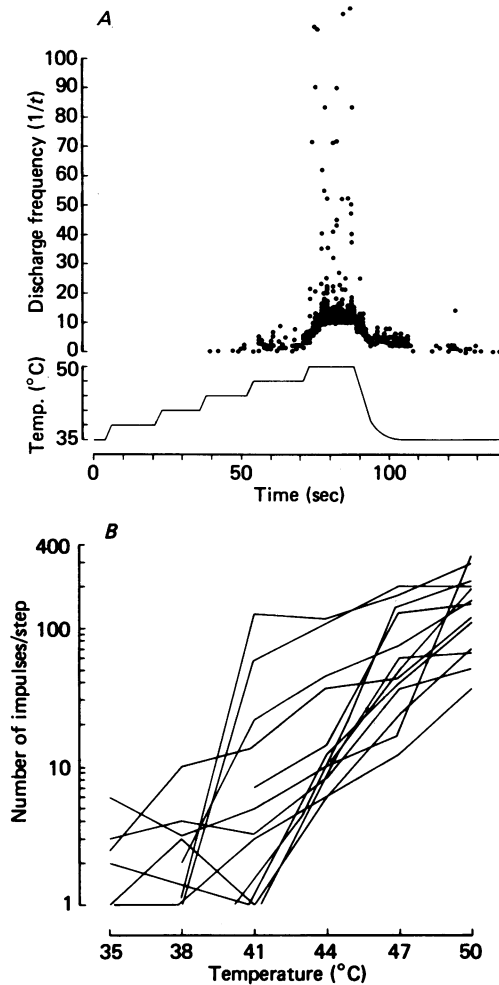 A
Discharge frequency (1/t)
100
90
80
70
60
50
40
30
20
10
0
Temp. (°C)
50
35
0 50 100
Time (sec)
B
Number of impulses/step
400
100
10
1
35 38 41 44 47 50
Temperature (°C)